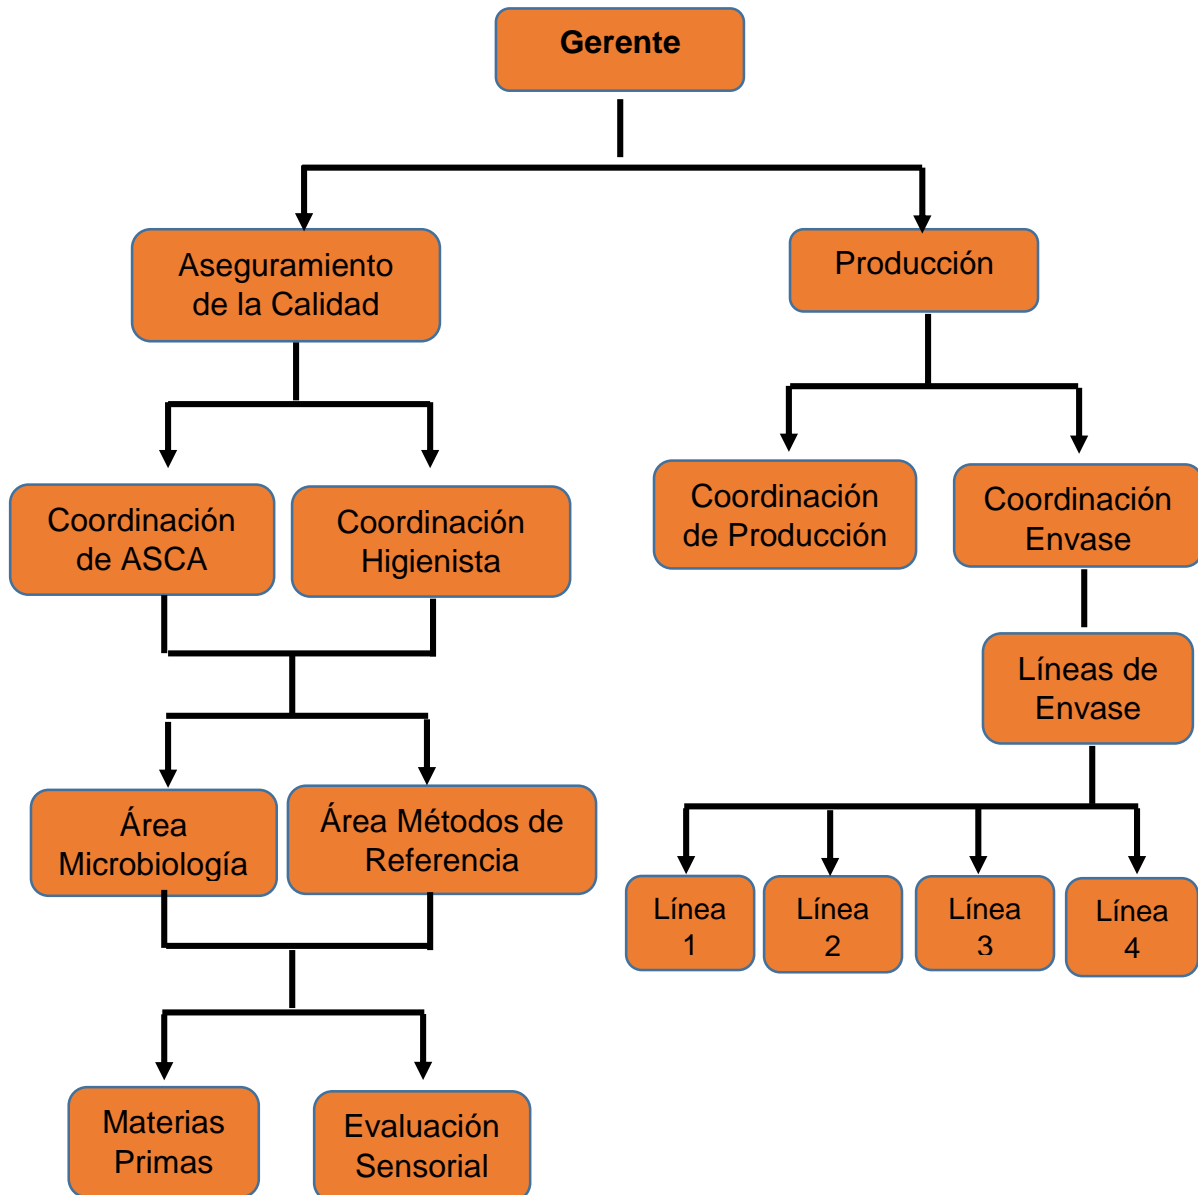 Gerente
Aseguramiento
de la Calidad
Producción
Coordinación
de ASCA
Coordinación
Higienista
Coordinación
de Producción
Coordinación
Envase
Líneas de
Envase
Área
Microbiología
Área Métodos de
Referencia
Línea
1
Línea
2
Línea
3
Línea
4
Materias
Primas
Evaluación
Sensorial